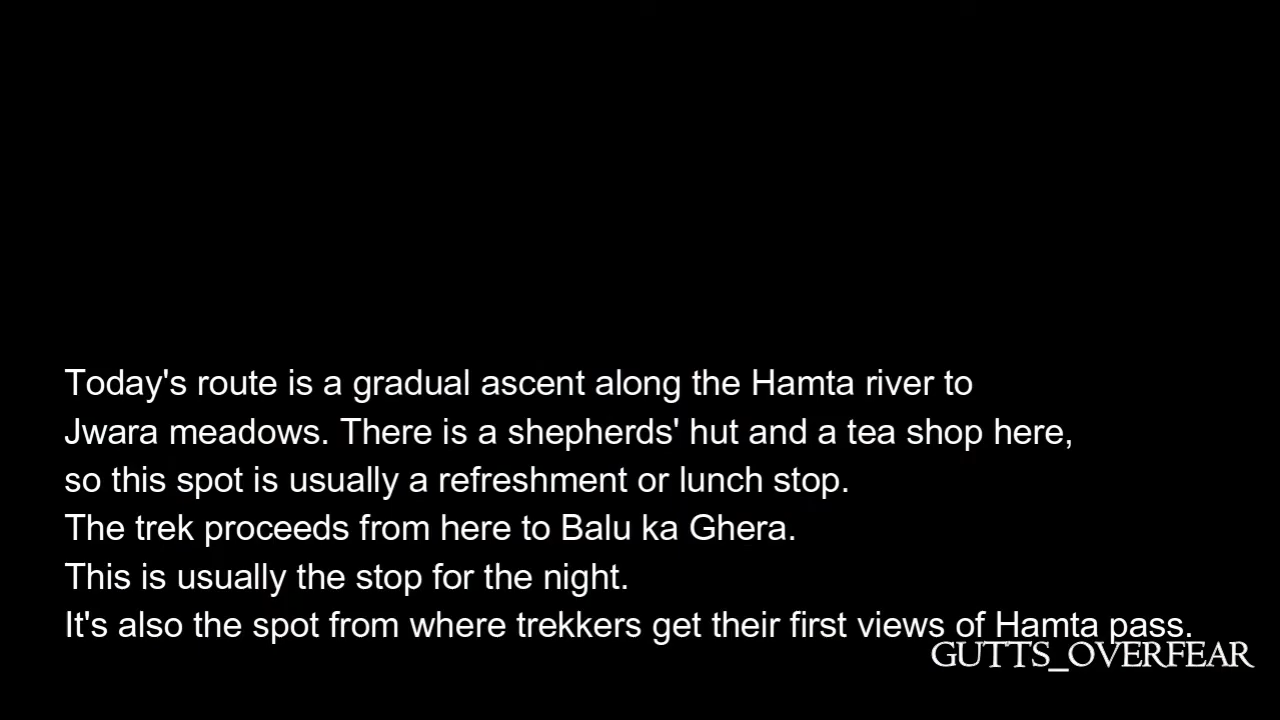 Today's route is a gradual ascent along the Hamta river to
Jwara meadows. There is a shepherds' hut and a tea shop here,
so this spot is usually a refreshment or lunch stop.
The trek proceeds from here to Balu ka Ghera.
This is usually the stop for the night.
It's also the spot from where trekkers get their first views of Hamta pass.
GUTTS_OVERFEAR